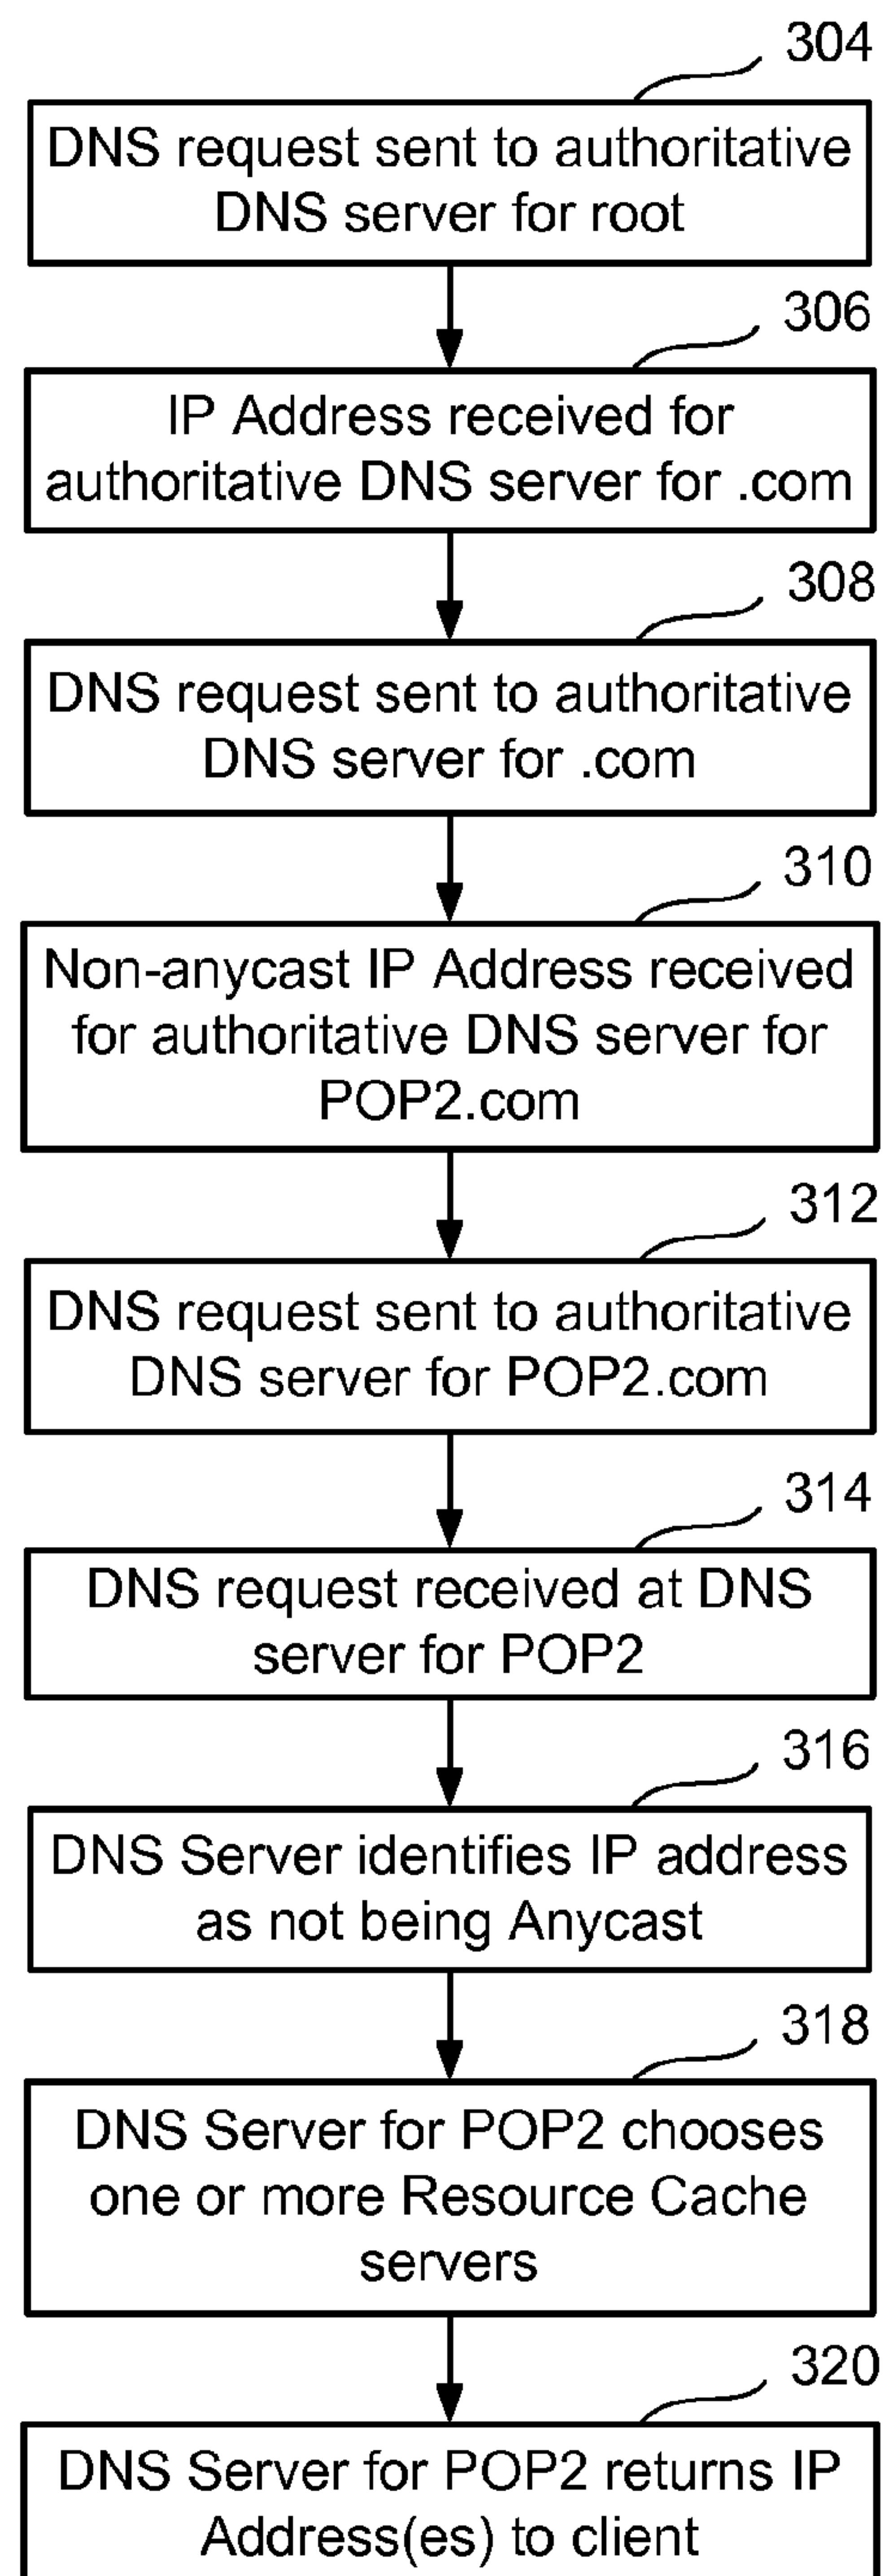 304
DNS request sent to authoritative
DNS server for root
306
IP Address received for
authoritative DNS server for .com
308
DNS request sent to authoritative
DNS server for .com
310
Non-anycast IP Address received
for authoritative DNS server for
POP2.com
312
DNS request sent to authoritative
DNS server for POP2.com
314
DNS request received at DNS
server for POP2
316
DNS Server identifies IP address
as not being Anycast
318
DNS Server for POP2 chooses
one or more Resource Cache
servers
320
DNS Server for POP2 returns IP
Address(es) to client